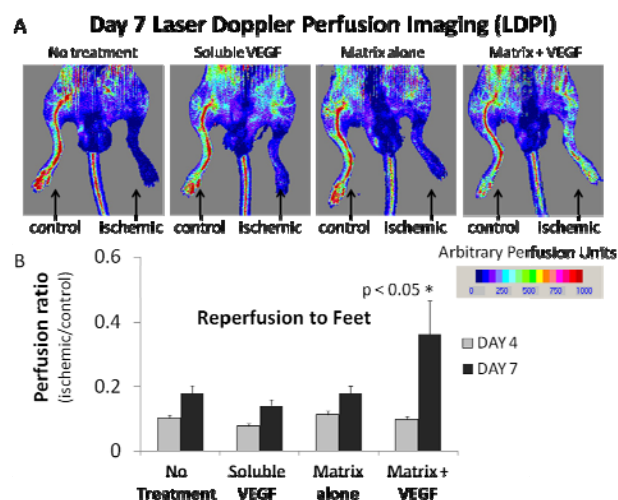 A Day 7 Laser Doppler Perfusion Imaging (LDPI)
No treatment Soluble VEGF Matrix alone Matrix + VEGF
control ischemic control ischemic control ischemic control ischemic
B
Arbitrary Perfusion Units
0 250 500 750 1000
Perfusion ratio
(ischemic/control)
0.6
0.4
0.2
0
Reperfusion to Feet
p < 0.05 *
DAY 4
DAY 7
No Treatment
Soluble VEGF
Matrix alone
Matrix + VEGF